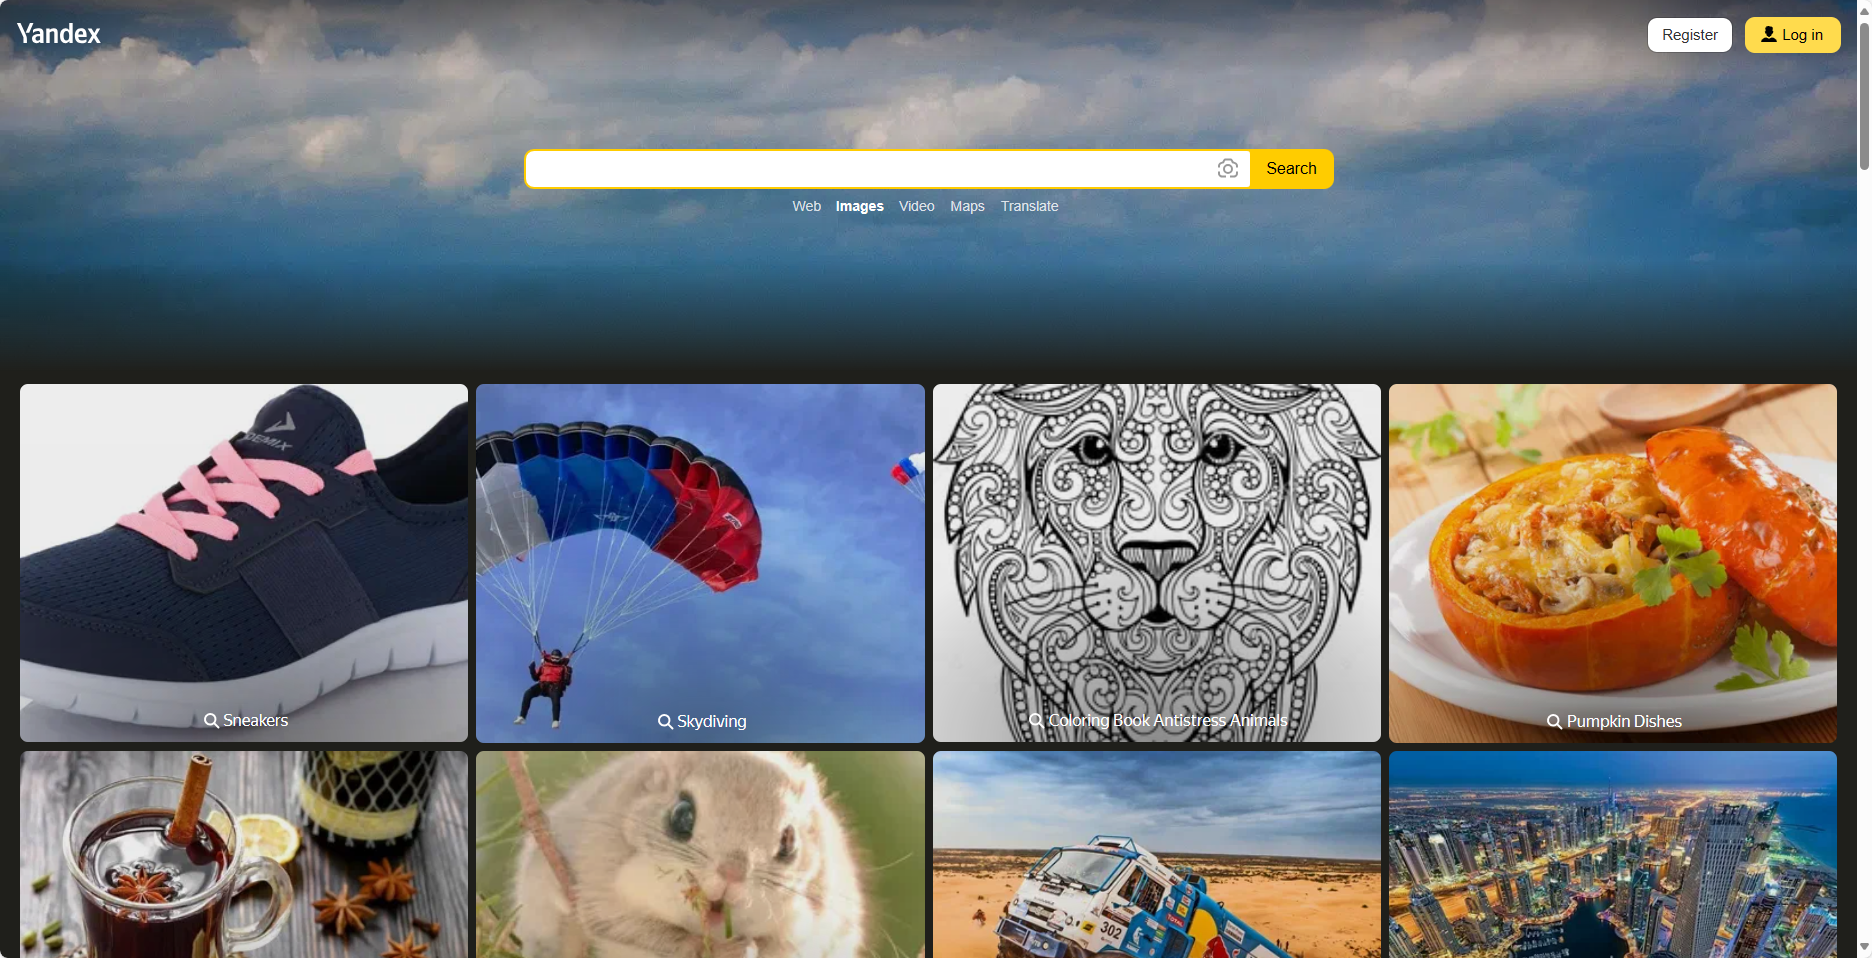 Yandex
Register
Log in
Search
Web Images Video Maps Translate
DEMIX
Sneakers
Skydiving
Coloring Book Antistress Animals
Pumpkin Dishes
302